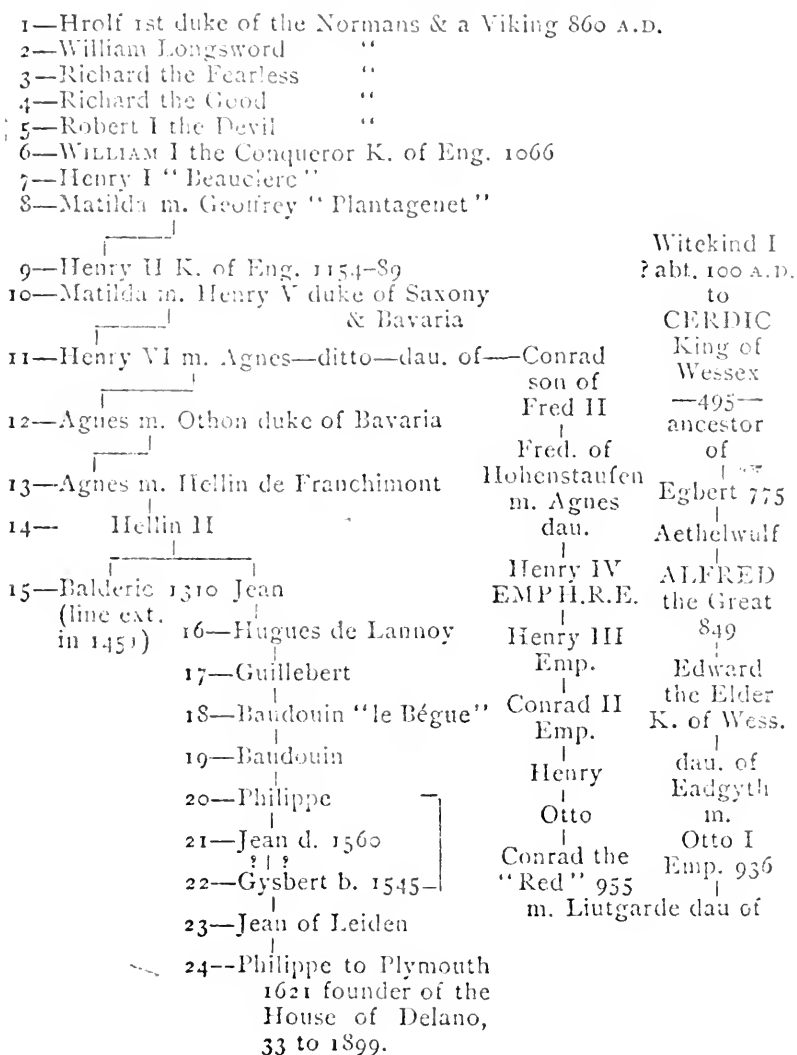 1—Hrolf 1st duke of the Normans & a Viking 860 A.D.
2—William Longsword "
3—Richard the Fearless "
4—Richard the Good "
5—Robert I the Devil "
6—WILLIAM I the Conqueror K. of Eng. 1066
7—Henry I "Beauclerc"
8—Matilda m. Geoffrey "Plantagenet"
9—Henry II K. of Eng. 1154-89
10—Matilda m. Henry V duke of Saxony
& Bavaria
11—Henry VI m. Agnes—ditto—dau. of—Conrad
12—Agnes m. Othon duke of Bavaria
13—Agnes m. Hellin de Franchimont
14— Hellin II
15—Balderic 1310 Jean
(line ext.
in 1451)
16—Hugues de Lannoy
17—Guillebert
18—Baudouin "le Bégue"
19—Baudouin
20—Philippe
21—Jean d. 1560
? | ?
22—Gysbert b. 1545
23—Jean of Leiden
24--Philippe to Plymouth
1621 founder of the
House of Delano,
33 to 1899.
son of
Fred II
Fred. of
Hohenstaufen
m. Agnes
dau.
Henry IV
EMP H.R.E.
Henry III
Emp.
Conrad II
Emp.
Henry
Otto
Conrad the
"Red" 955
m. Liutgarde dau of
Witekind I
? abt. 100 A.D.
to
CERDIC
King of
Wessex
—495—
ancestor
of
Egbert 775
Aethelwulf
ALFRED
the Great
849
Edward
the Elder
K. of Wess.
dau. of
Eadgyth
m.
Otto I
Emp. 936